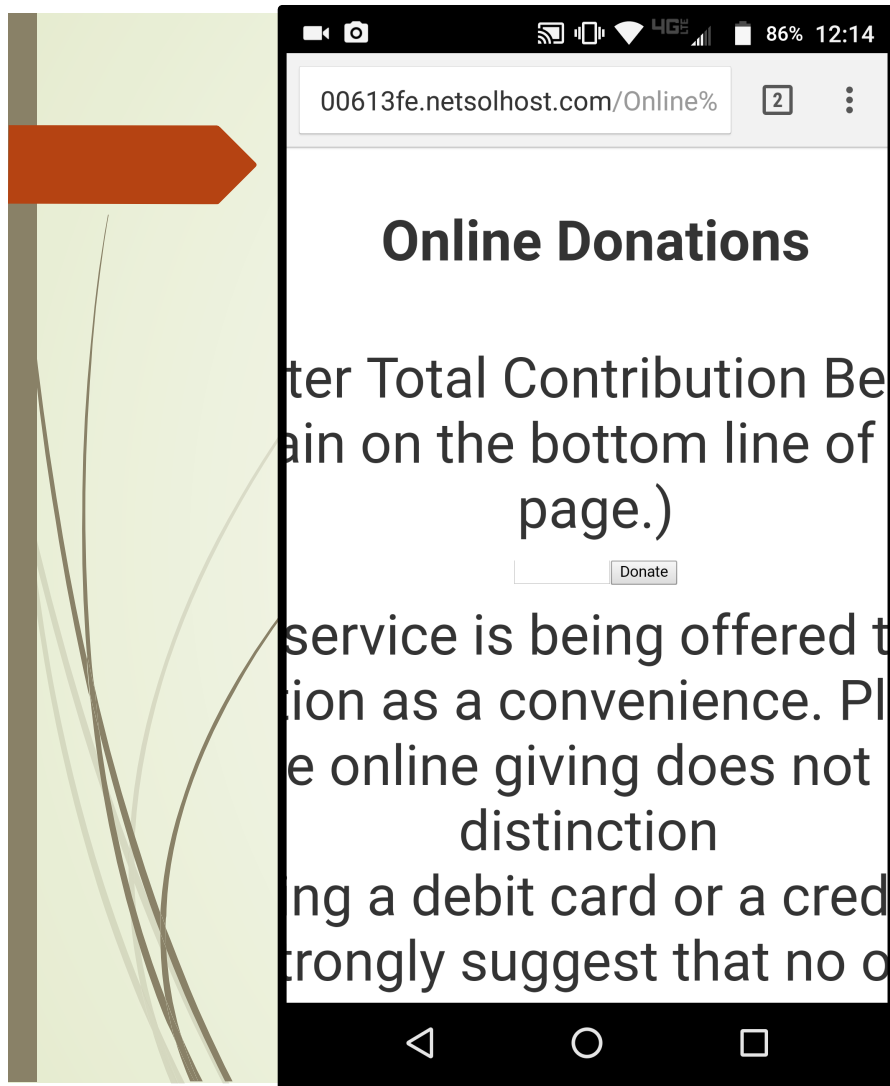 4G LTE 86% 12:14
00613fe.netsolhost.com/Online%
2
Online Donations
ter Total Contribution Be
ain on the bottom line of
page.)
Donate
service is being offered t
tion as a convenience. Pl
e online giving does not
distinction
ing a debit card or a cred
trongly suggest that no o